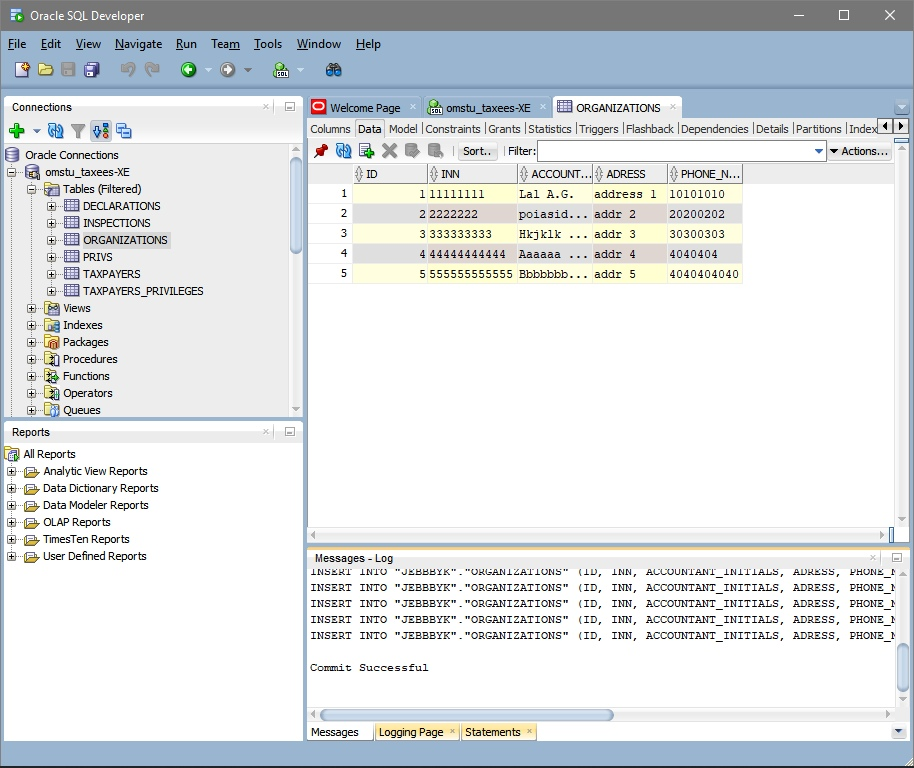 Oracle SQL Developer
File Edit View Navigate Run Team Tools Window Help
Connections
Oracle Connections
omstu_taxees-XE
Tables (Filtered)
DECLARATIONS
INSPECTIONS
ORGANIZATIONS
PRIVS
TAXPAYERS
TAXPAYERS_PRIVILEGES
Views
Indexes
Packages
Procedures
Functions
Operators
Queues
Reports
All Reports
Analytic View Reports
Data Dictionary Reports
Data Modeler Reports
OLAP Reports
TimesTen Reports
User Defined Reports
Welcome Page omstu_taxees-XE ORGANIZATIONS
Columns Data Model Constraints Grants Statistics Triggers Flashback Dependencies Details Partitions Index
Sort.. Filter: Actions...
ID INN ACCOUNT... ADRESS PHONE_N...
1 1 11111111 Lal A.G. address 1 10101010
2 2 2222222 poiasid... addr 2 20200202
3 3 333333333 Hkjklk ... addr 3 30300303
4 4 44444444444 Aaaaaa ... addr 4 4040404
5 5 555555555555 Bbbbbbb... addr 5 4040404040
Messages - Log
INSERT INTO "JEBBBYK"."ORGANIZATIONS" (ID, INN, ACCOUNTANT_INITIALS, ADRESS, PHONE_N
INSERT INTO "JEBBBYK"."ORGANIZATIONS" (ID, INN, ACCOUNTANT_INITIALS, ADRESS, PHONE_N
INSERT INTO "JEBBBYK"."ORGANIZATIONS" (ID, INN, ACCOUNTANT_INITIALS, ADRESS, PHONE_N
INSERT INTO "JEBBBYK"."ORGANIZATIONS" (ID, INN, ACCOUNTANT_INITIALS, ADRESS, PHONE_N
INSERT INTO "JEBBBYK"."ORGANIZATIONS" (ID, INN, ACCOUNTANT_INITIALS, ADRESS, PHONE_N
Commit Successful
Messages Logging Page Statements